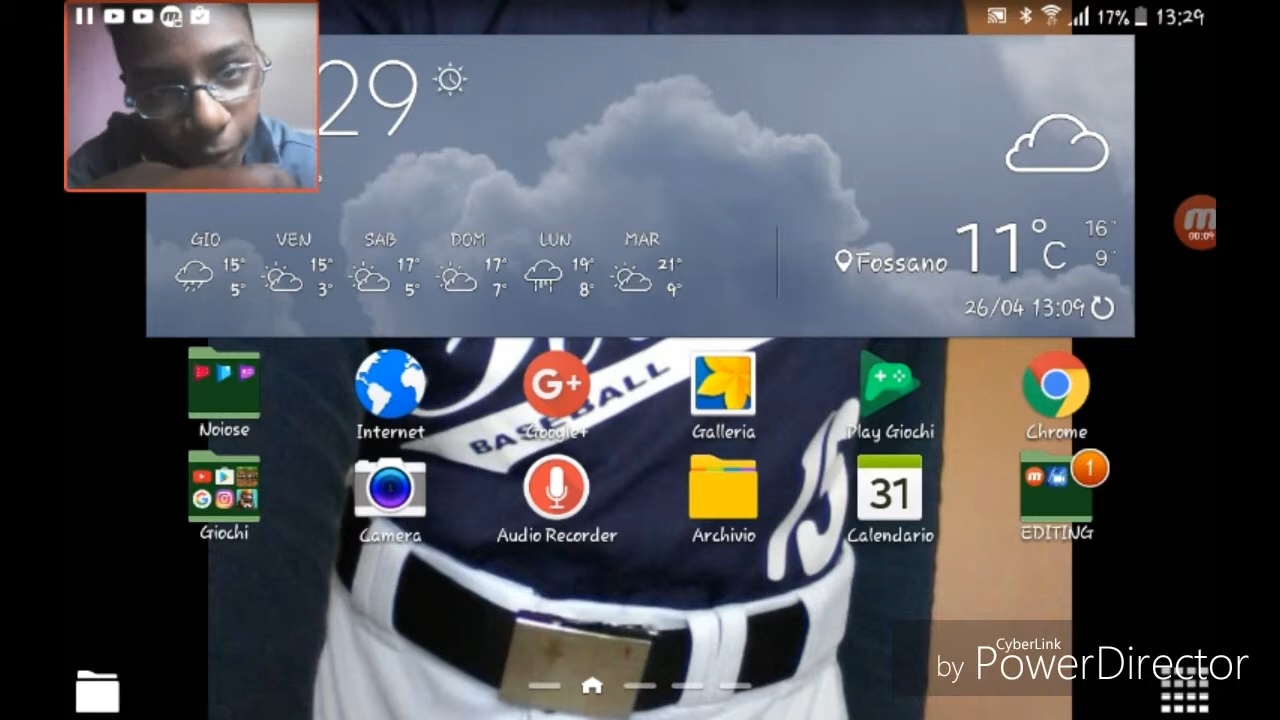 17% 13:29
29
GIO VEN SAB DOM LUN MAR
15° 15° 17° 17° 19° 21°
5° 3° 5° 7° 8° 9°
Fossano 11°C 16° 9°
26/04 13:09
m
00:09
BASEBALL
15
G+
31
1
Noiose Internet Google+ Galleria Play Giochi Chrome
Giochi Camera Audio Recorder Archivio Calendario EDITING
CyberLink
by PowerDirector